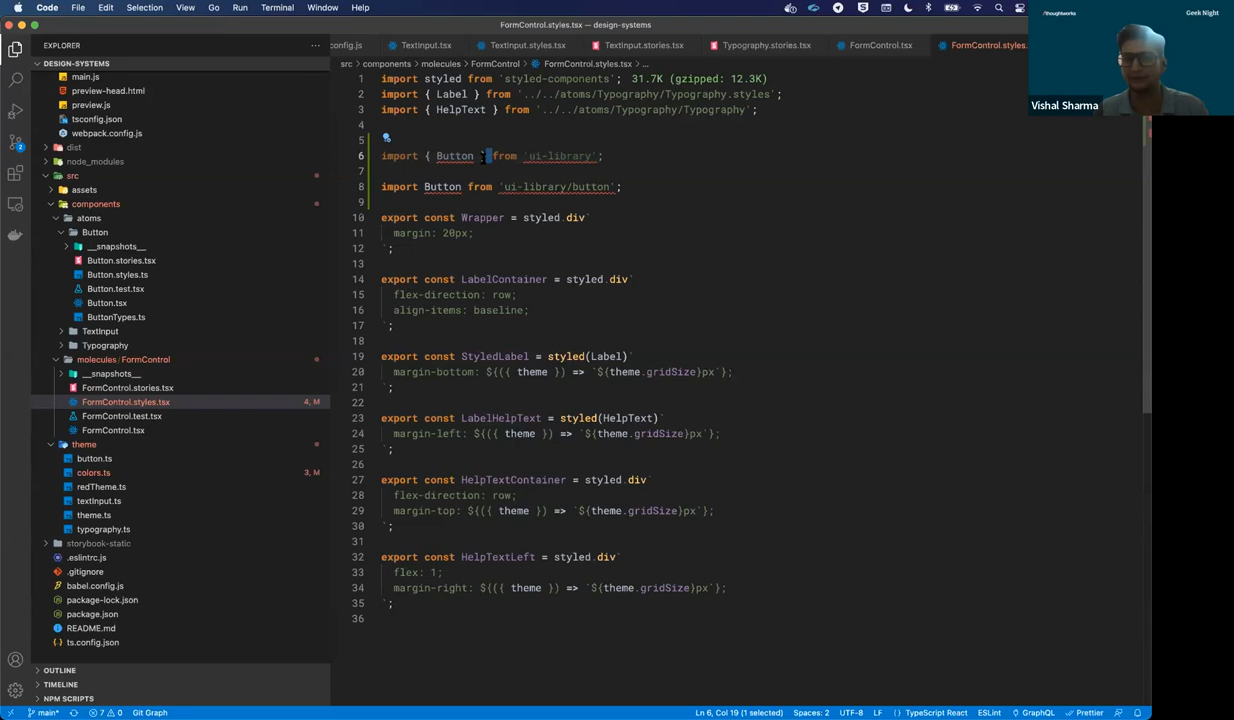 Code File Edit Selection View Go Run Terminal Window Help
FormControl.styles.tsx — design-systems
/thoughtworks
Geek Night
Vishal Sharma
EXPLORER
DESIGN-SYSTEMS
main.js
preview-head.html
preview.js
tsconfig.json
webpack.config.js
dist
node_modules
src
assets
components
atoms
Button
__snapshots__
Button.stories.tsx
Button.styles.ts
Button.test.tsx
Button.tsx
ButtonTypes.ts
TextInput
Typography
molecules / FormControl
__snapshots__
FormControl.stories.tsx
FormControl.styles.tsx 4, M
FormControl.test.tsx
FormControl.tsx
theme
button.ts
colors.ts 3, M
redTheme.ts
textInput.ts
theme.ts
typography.ts
storybook-static
.eslintrc.js
.gitignore
babel.config.js
package-lock.json
package.json
README.md
ts.config.json
OUTLINE
TIMELINE
NPM SCRIPTS
2
nfig.js TextInput.tsx TextInput.styles.tsx TextInput.stories.tsx Typography.stories.tsx FormControl.tsx FormControl.styles.
src > components > molecules > FormControl > FormControl.styles.tsx > ...
1 import styled from 'styled-components'; 31.7K (gzipped: 12.3K)
2 import { Label } from '../../atoms/Typography/Typography.styles';
3 import { HelpText } from '../../atoms/Typography/Typography';
4
5
6 import { Button } from 'ui-library';
7
8 import Button from 'ui-library/button';
9
10 export const Wrapper = styled.div`
11 margin: 20px;
12 `;
13
14 export const LabelContainer = styled.div`
15 flex-direction: row;
16 align-items: baseline;
17 `;
18
19 export const StyledLabel = styled(Label)`
20 margin-bottom: ${({ theme }) => `${theme.gridSize}px`};
21 `;
22
23 export const LabelHelpText = styled(HelpText)`
24 margin-left: ${({ theme }) => `${theme.gridSize}px`};
25 `;
26
27 export const HelpTextContainer = styled.div`
28 flex-direction: row;
29 margin-top: ${({ theme }) => `${theme.gridSize}px`};
30 `;
31
32 export const HelpTextLeft = styled.div`
33 flex: 1;
34 margin-right: ${({ theme }) => `${theme.gridSize}px`};
35 `;
36
main* 7 0 Git Graph
Ln 6, Col 19 (1 selected) Spaces: 2 UTF-8 LF TypeScript React ESLint GraphQL Prettier